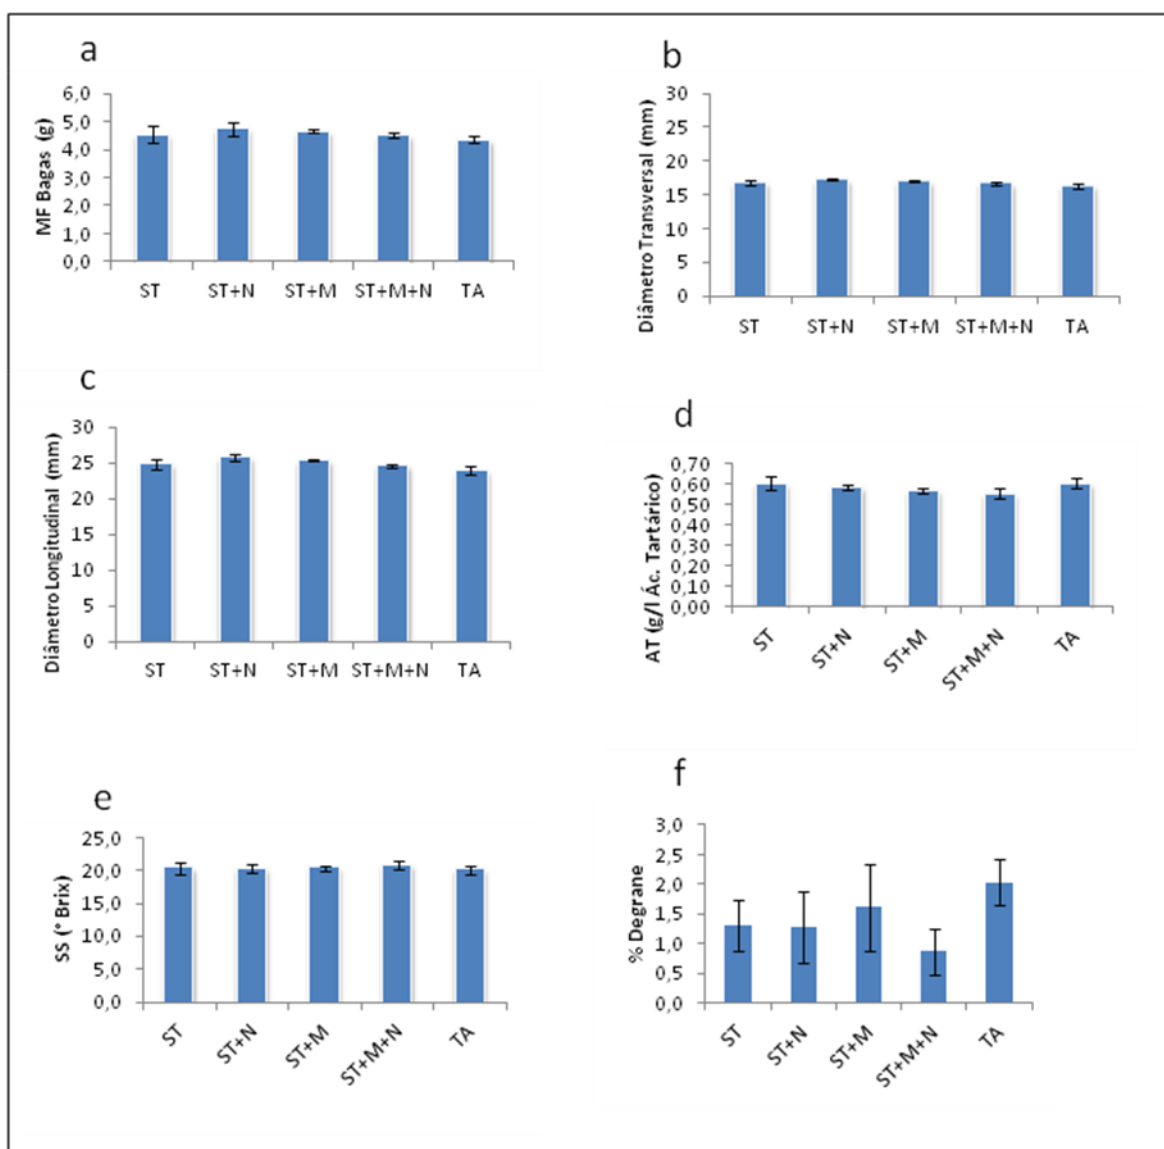 a
MF Bagas (g)
6,0
5,0
4,0
3,0
2,0
1,0
0,0
ST ST+N ST+M ST+M+N TA
b
Diâmetro Transversal (mm)
30
25
20
15
10
5
0
ST ST+N ST+M ST+M+N TA
c
Diâmetro Longitudinal (mm)
30
25
20
15
10
5
0
ST ST+N ST+M ST+M+N TA
d
AT (g/l Ác. Tartárico)
0,70
0,60
0,50
0,40
0,30
0,20
0,10
0,00
ST ST+N ST+M ST+M+N TA
e
SS (° Brix)
25,0
20,0
15,0
10,0
5,0
0,0
ST ST+N ST+M ST+M+N TA
f
% Degrane
3,0
2,5
2,0
1,5
1,0
0,5
0,0
ST ST+N ST+M ST+M+N TA